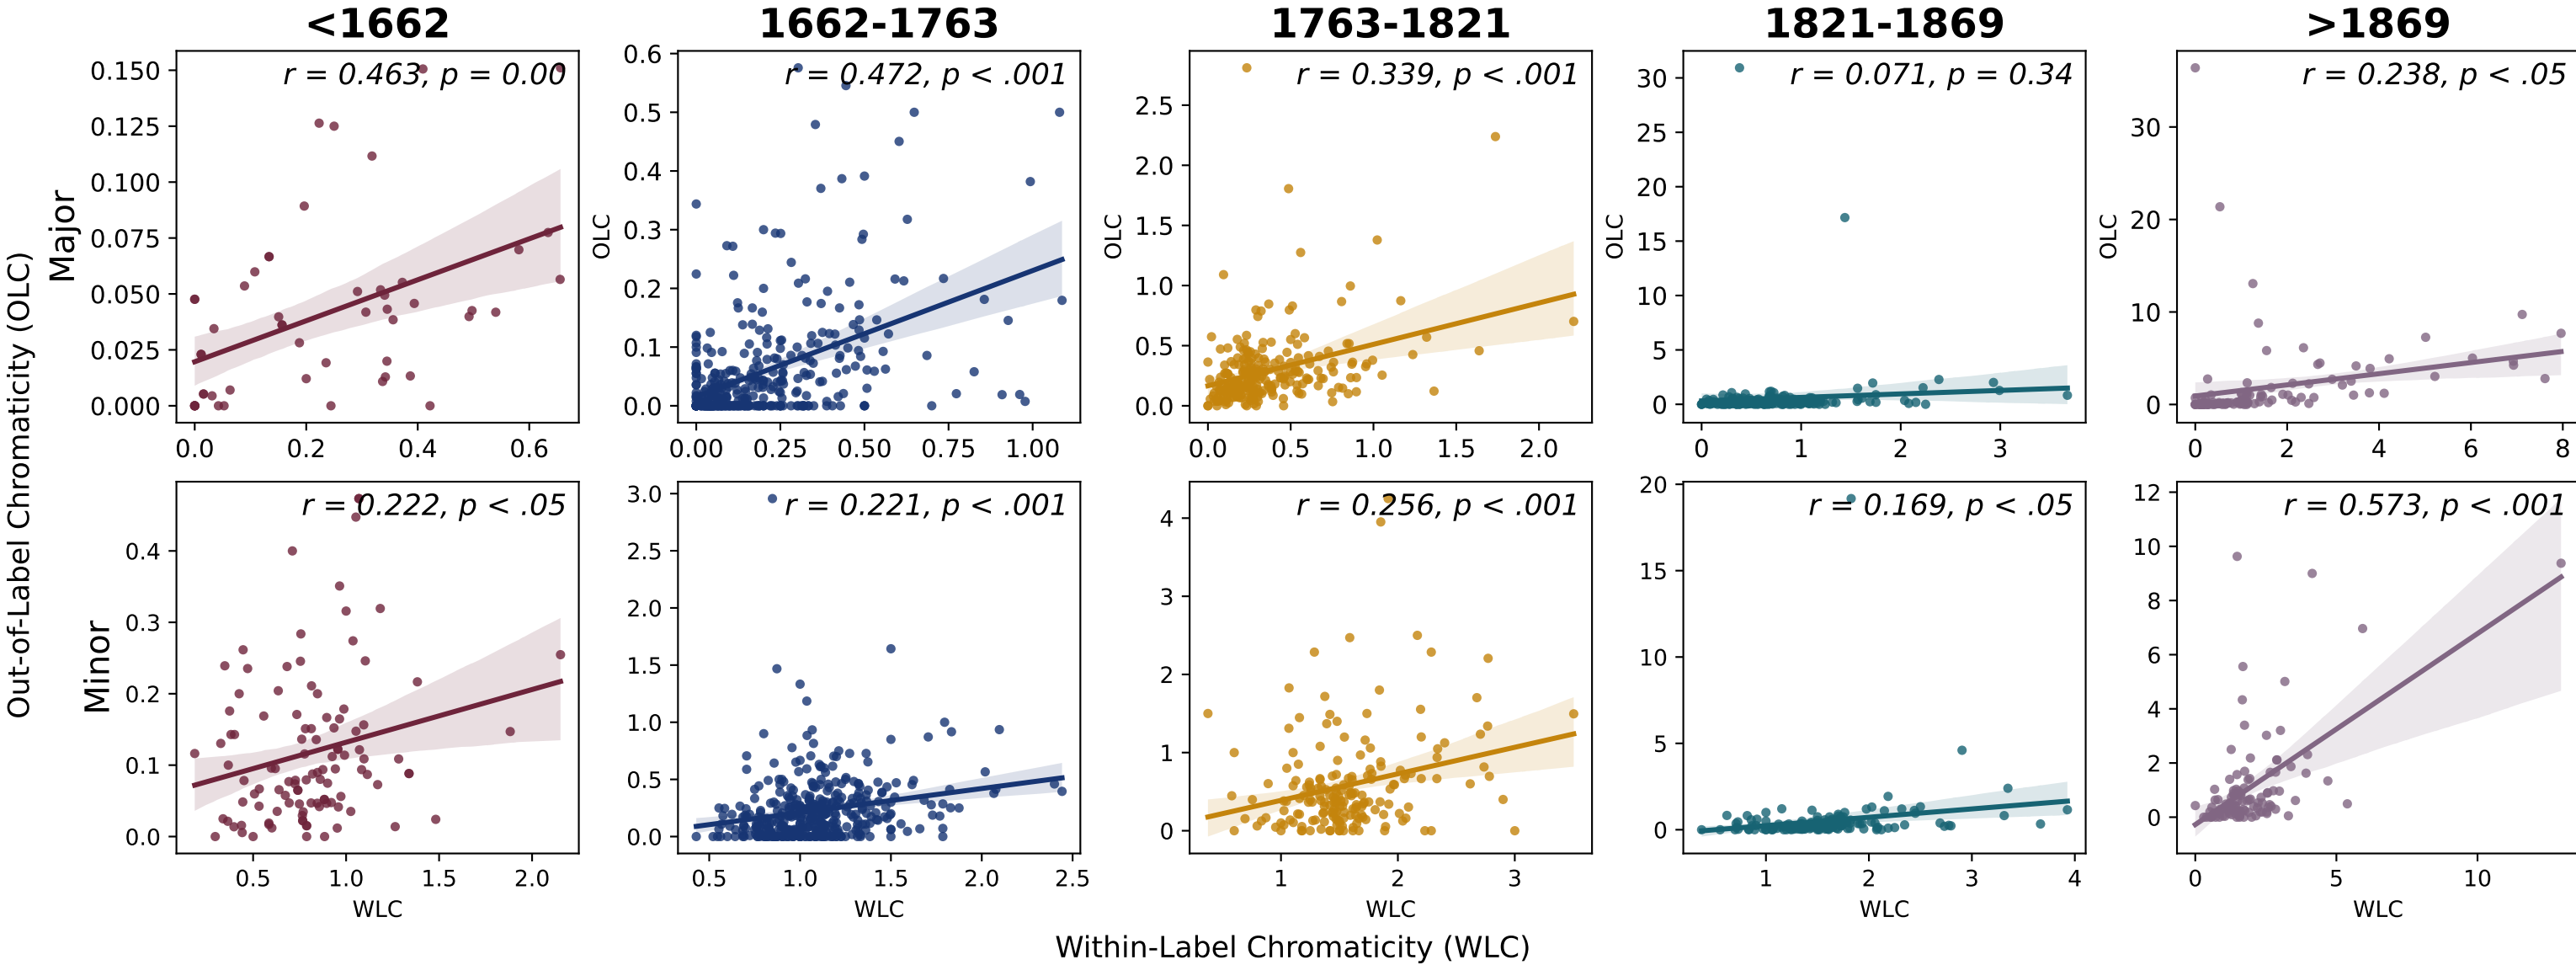 <1662
1662-1763
1763-1821
1821-1869
>1869
Out-of-Label Chromaticity (OLC)
Major
r = 0.463, p = 0.00
0.150
0.125
0.100
0.075
0.050
0.025
0.000
0.0 0.2 0.4 0.6
OLC
r = 0.472, p < .001
0.6
0.5
0.4
0.3
0.2
0.1
0.0
0.00 0.25 0.50 0.75 1.00
OLC
r = 0.339, p < .001
2.5
2.0
1.5
1.0
0.5
0.0
0.0 0.5 1.0 1.5 2.0
OLC
r = 0.071, p = 0.34
30
25
20
15
10
5
0
0 1 2 3
OLC
r = 0.238, p < .05
30
20
10
0
0 2 4 6 8
Minor
r = 0.222, p < .05
0.4
0.3
0.2
0.1
0.0
0.5 1.0 1.5 2.0
WLC
r = 0.221, p < .001
3.0
2.5
2.0
1.5
1.0
0.5
0.0
0.5 1.0 1.5 2.0 2.5
WLC
r = 0.256, p < .001
4
3
2
1
0
1 2 3
WLC
r = 0.169, p < .05
20
15
10
5
0
1 2 3 4
WLC
r = 0.573, p < .001
12
10
8
6
4
2
0
0 5 10
WLC
Within-Label Chromaticity (WLC)